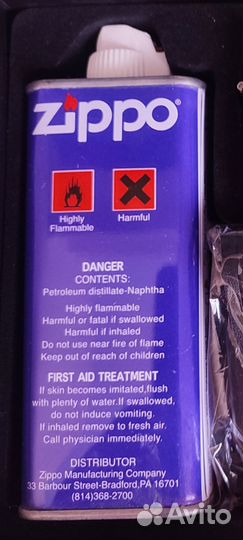 zippo®
Highly
Flammable
Harmful
DANGER
CONTENTS:
Petroleum distillate-Naphtha
Highly flammable
Harmful or fatal if swallowed
Harmful if inhaled
Do not use near fire of flame
Keep out of reach of children
FIRST AID TREATMENT
If skin becomes imitated,flush
with plenty of water.If swallowed,
do not induce vomiting.
If inhaled remove to fresh air.
Call physician immediately.
DISTRIBUTOR
Zippo Manufacturing Company
33 Barbour Street-Bradford,PA 16701
(814)368-2700
Avito